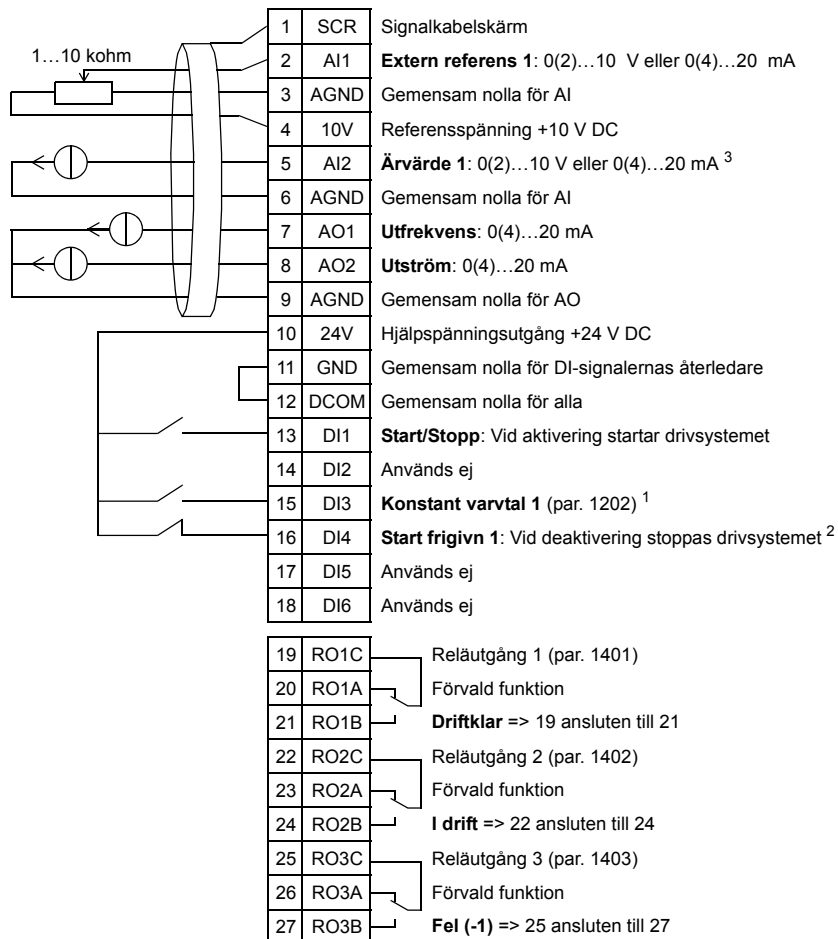 1…10 kohm
1 SCR Signalkabelskärm
2 AI1 Extern referens 1: 0(2)…10 V eller 0(4)…20 mA
3 AGND Gemensam nolla för AI
4 10V Referensspänning +10 V DC
5 AI2 Ärvärde 1: 0(2)…10 V eller 0(4)…20 mA 3
6 AGND Gemensam nolla för AI
7 AO1 Utfrekvens: 0(4)…20 mA
8 AO2 Utström: 0(4)…20 mA
9 AGND Gemensam nolla för AO
10 24V Hjälpspänningsutgång +24 V DC
11 GND Gemensam nolla för DI-signalernas återledare
12 DCOM Gemensam nolla för alla
13 DI1 Start/Stopp: Vid aktivering startar drivsystemet
14 DI2 Används ej
15 DI3 Konstant varvtal 1 (par. 1202) 1
16 DI4 Start frigivn 1: Vid deaktivering stoppas drivsystemet 2
17 DI5 Används ej
18 DI6 Används ej
19 RO1C Reläutgång 1 (par. 1401)
20 RO1A Förvald funktion
21 RO1B Driftklar => 19 ansluten till 21
22 RO2C Reläutgång 2 (par. 1402)
23 RO2A Förvald funktion
24 RO2B I drift => 22 ansluten till 24
25 RO3C Reläutgång 3 (par. 1403)
26 RO3A Förvald funktion
27 RO3B Fel (-1) => 25 ansluten till 27